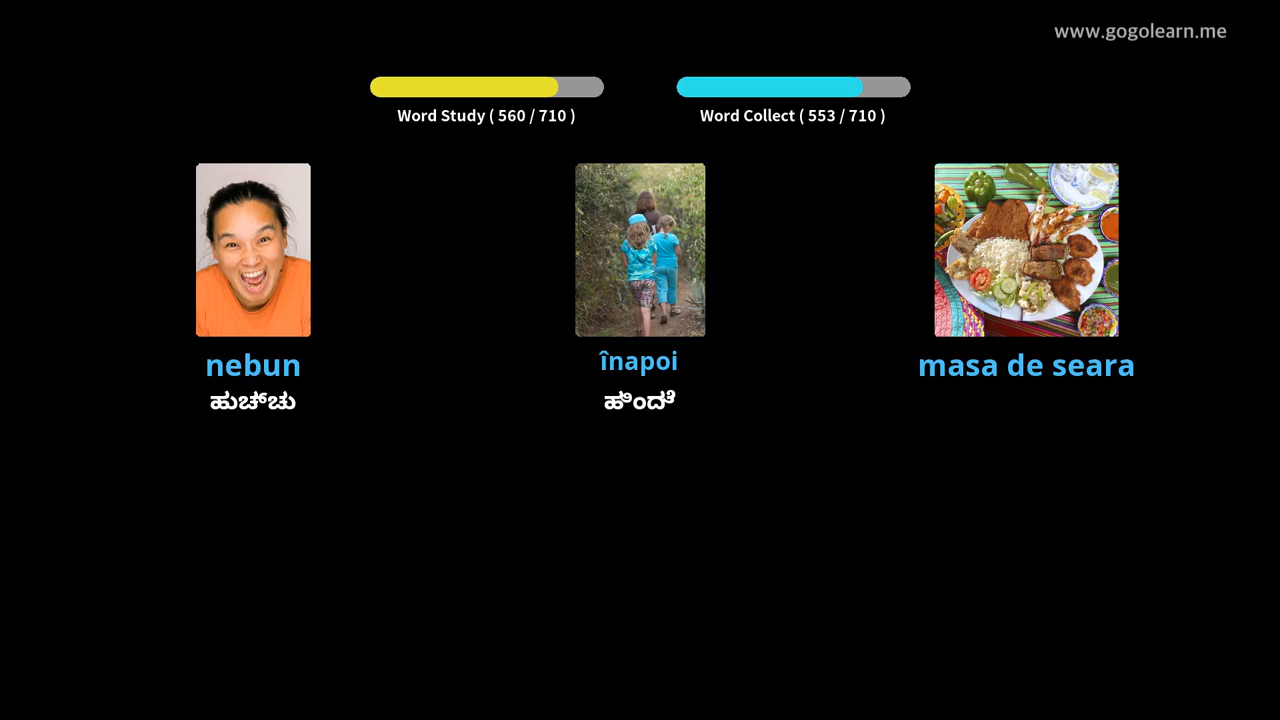 www.gogolearn.me
Word Study ( 560 / 710 )
Word Collect ( 553 / 710 )
nebun
ಹುಚ್ಚು
înapoi
ಹಿಂದೆ
masa de seara